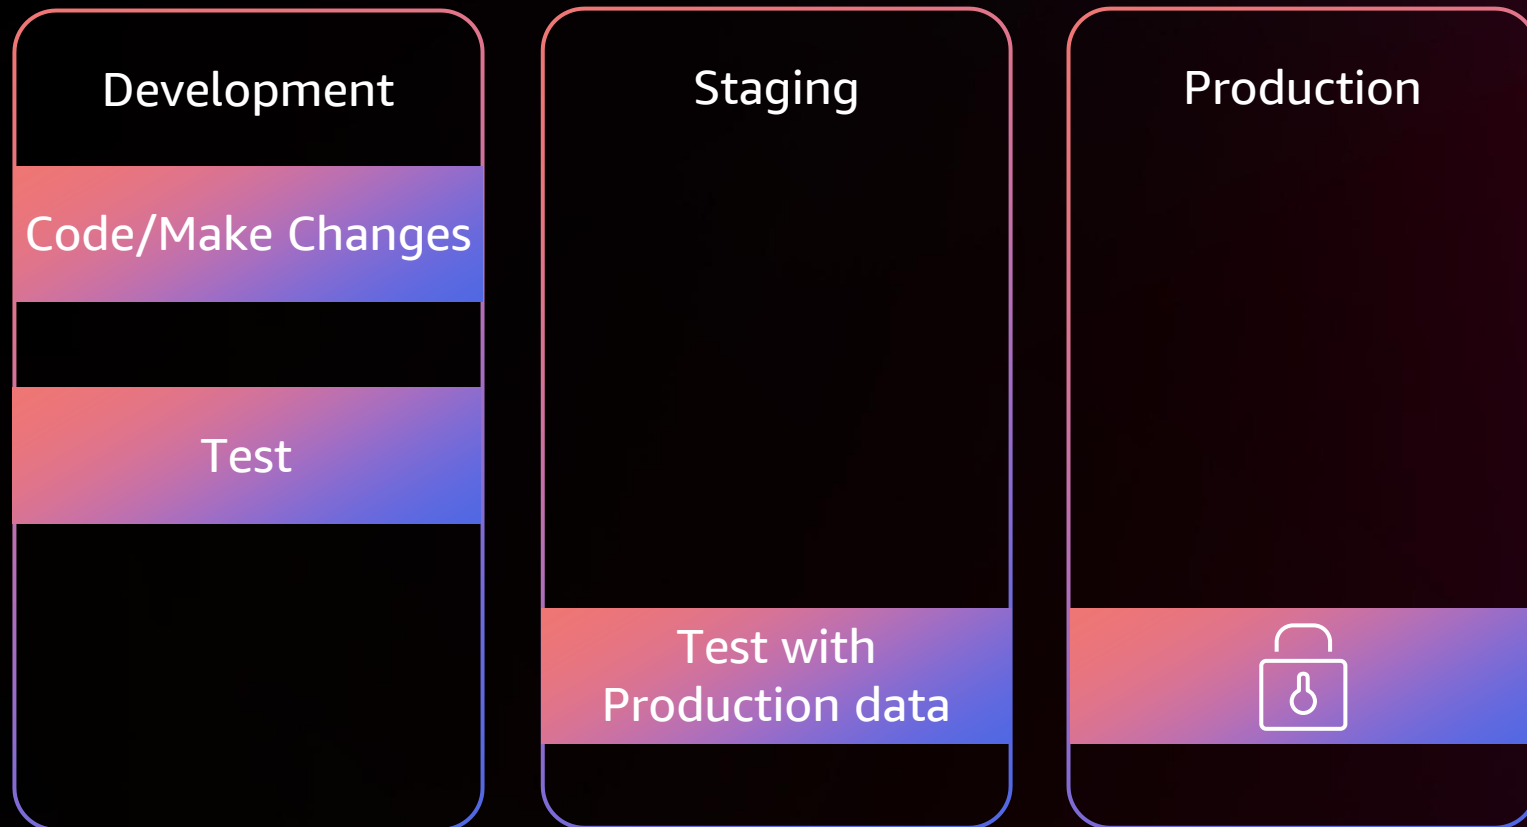 Development
Code/Make Changes
Test
Staging
Test with
Production data
Production